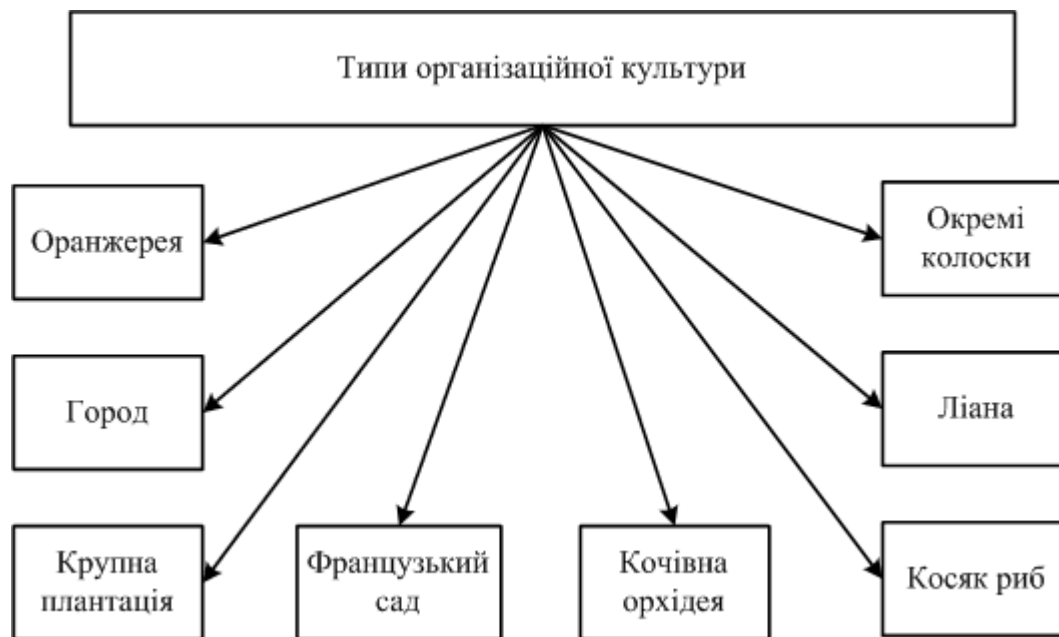 Типи організаційної культури
Оранжерея
Окремі
колоски
Город
Ліана
Крупна
плантація
Французький
сад
Кочівна
орхідея
Косяк риб